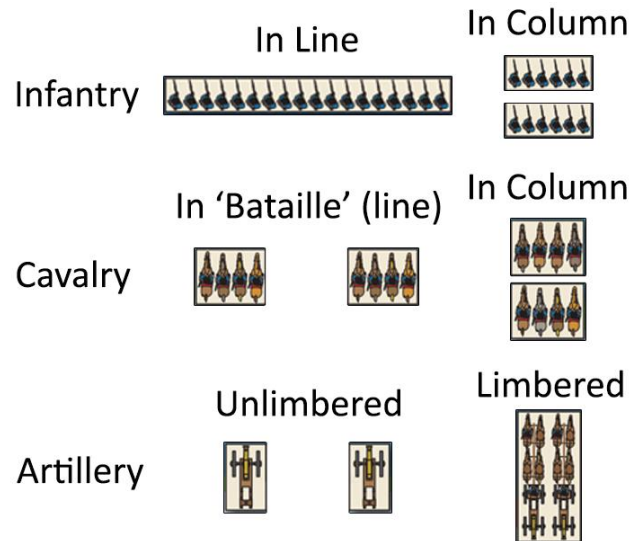 In Line
In Column
Infantry
In ‘Bataille’ (line)
In Column
Cavalry
Unlimbered
Limbered
Artillery